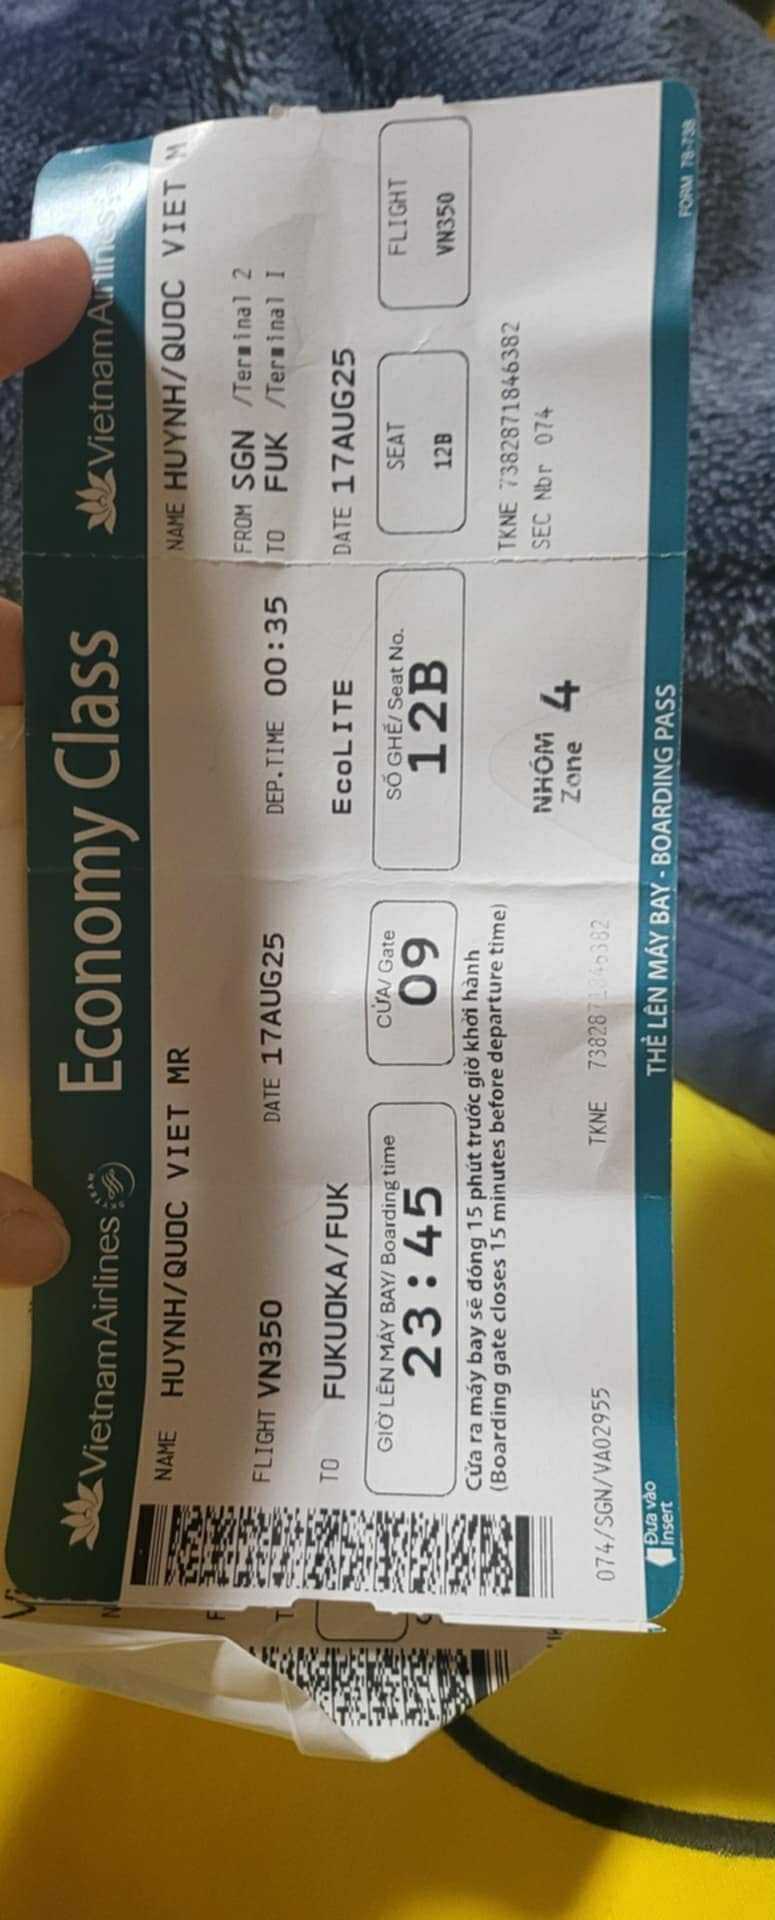 VietnamAirlines
Economy Class
NAME HUYNH/QUOC VIET MR
FLIGHT VN350 DATE 17AUG25 DEP.TIME 00:35
TO FUKUOKA/FUK EcoLITE
GIỜ LÊN MÁY BAY/ Boarding time
23:45
CỬA/ Gate
09
SỐ GHẾ/ Seat No.
12B
Cửa ra máy bay sẽ đóng 15 phút trước giờ khởi hành
(Boarding gate closes 15 minutes before departure time)
NHÓM
Zone 4
TKNE 7382871846382
074/SGN/VA02955
Đưa vào
Insert
THẺ LÊN MÁY BAY - BOARDING PASS
VietnamAirlines
NAME HUYNH/QUOC VIET M
FROM SGN /Terminal 2
TO FUK /Terminal I
DATE 17AUG25
SEAT
12B
FLIGHT
VN350
TKNE 7382871846382
SEC Nbr 074
FORM 78-73B